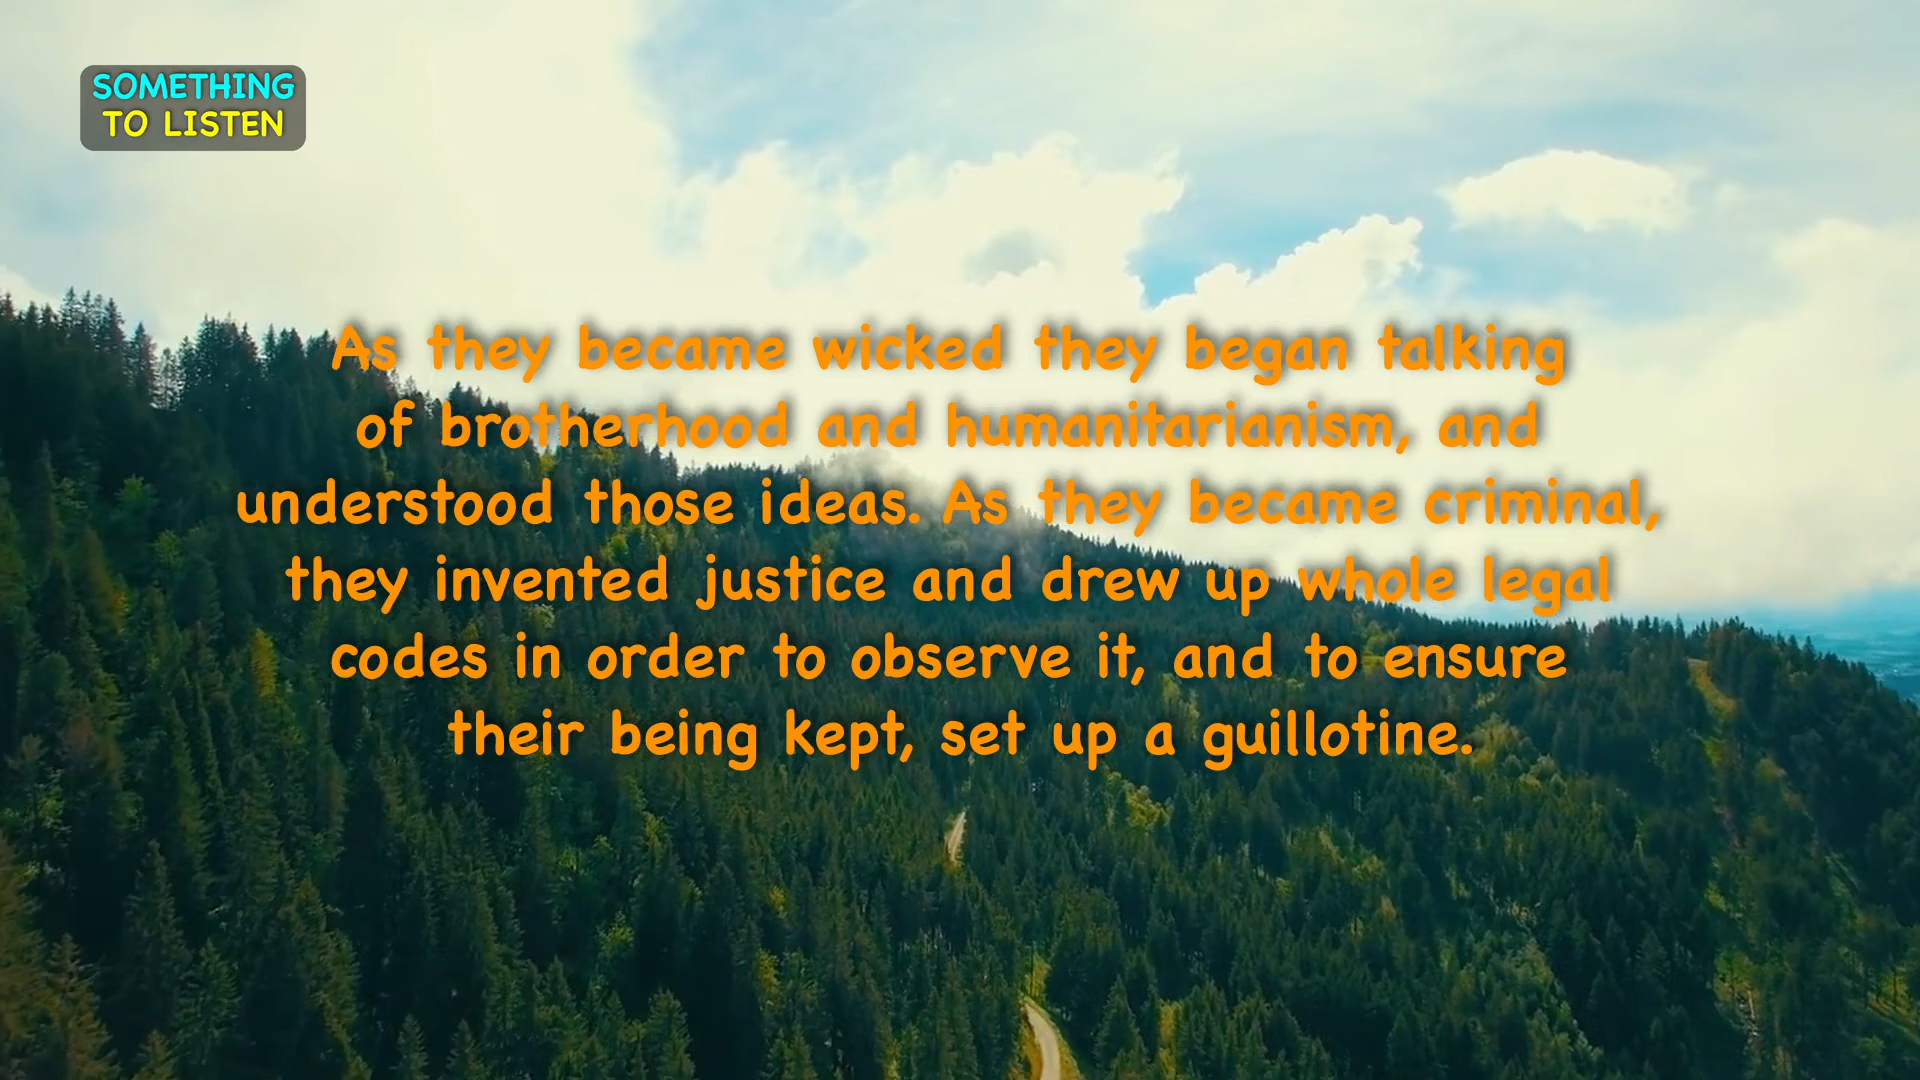 SOMETHING
TO LISTEN
As they became wicked they began talking
of brotherhood and humanitarianism, and
understood those ideas. As they became criminal,
they invented justice and drew up whole legal
codes in order to observe it, and to ensure
their being kept, set up a guillotine.